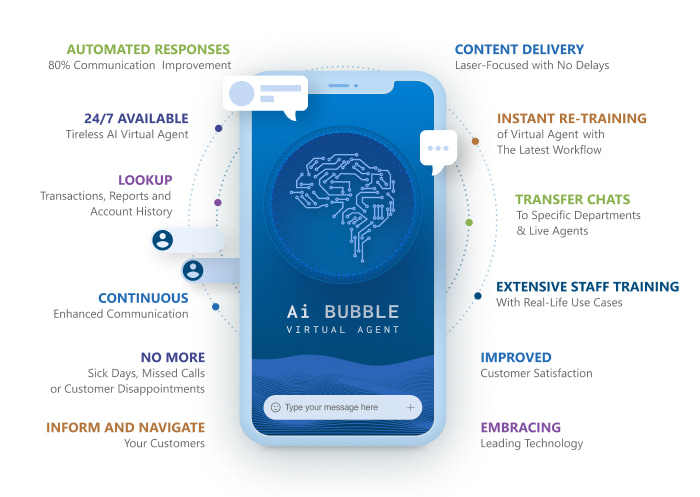 AUTOMATED RESPONSES
80% Communication Improvement
24/7 AVAILABLE
Tireless AI Virtual Agent
LOOKUP
Transactions, Reports and
Account History
CONTINUOUS
Enhanced Communication
NO MORE
Sick Days, Missed Calls
or Customer Disappointments
INFORM AND NAVIGATE
Your Customers
Ai BUBBLE
VIRTUAL AGENT
Type your message here
CONTENT DELIVERY
Laser-Focused with No Delays
INSTANT RE-TRAINING
of Virtual Agent with
The Latest Workflow
TRANSFER CHATS
To Specific Departments
& Live Agents
EXTENSIVE STAFF TRAINING
With Real-Life Use Cases
IMPROVED
Customer Satisfaction
EMBRACING
Leading Technology